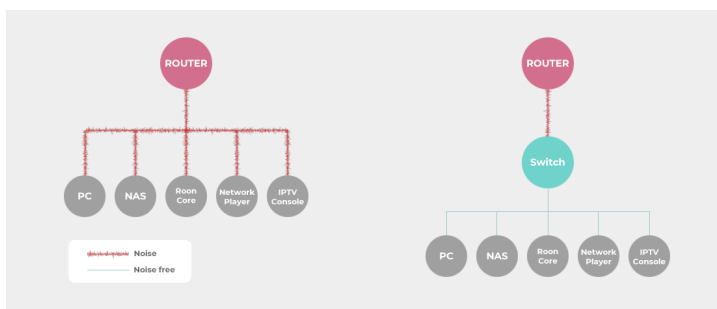 ROUTER
PC
NAS
Roon
Core
Network
Player
IPTV
Console
Noise
Noise free
ROUTER
Switch
PC
NAS
Roon
Core
Network
Player
IPTV
Console